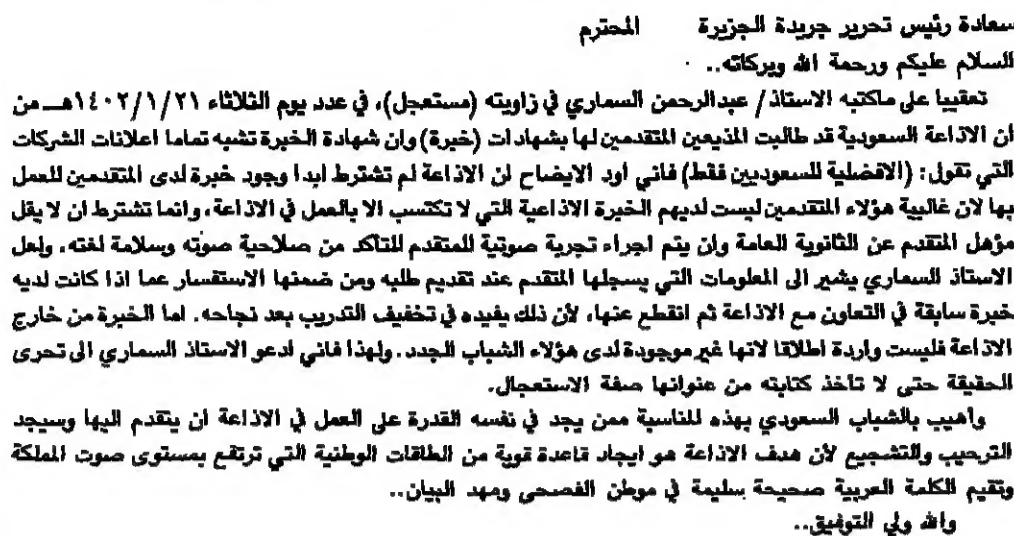 سعادة رئيس تحرير جريدة الجزيرة المحترم
السلام عليكم ورحمة الله وبركاته..
تعقيبا على ماكتبه الاستاذ/ عبدالرحمن السماري في زاويته (مستعجل)، في عدد يوم الثلاثاء ١٤٠٢/١/٢١هـ من
أن الاذاعة السعودية قد طالبت المذيعين المتقدمين لها بشهادات (خبرة) وان شهادة الخبرة تشبه تماما اعلانات الشركات
التي تقول: (الافضلية للسعوديين فقط) فاني أود الايضاح لن الاذاعة لم تشترط ابدا وجود خبرة لدى المتقدمين للعمل
بها لان غالبية هؤلاء المتقدمين ليست لديهم الخبرة الاذاعية التي لا تكتسب الا بالعمل في الاذاعة، وانما تشترط ان لا يقل
مؤهل المتقدم عن الثانوية العامة وان يتم اجراء تجربة صوتية للمتقدم للتاكد من صلاحية صوته وسلامة لغته، ولعل
الاستاذ السماري يشير الى المعلومات التي يسجلها المتقدم عند تقديم طلبه ومن ضمنها الاستفسار عما اذا كانت لديه
خبرة سابقة في التعاون مع الاذاعة ثم انقطع عنها، لأن ذلك يفيده في تخفيف التدريب بعد نجاحه. اما الخبرة من خارج
الاذاعة فليست واردة اطلاقا لانها غير موجودة لدى هؤلاء الشباب الجدد. ولهذا فاني لدعو الاستاذ السماري الى تحرى
الحقيقة حتى لا تأخذ كتابته من عنوانها صفة الاستعجال.
واهيب بالشباب السعودي بهذه المناسبة ممن يجد في نفسه القدرة على العمل في الاذاعة ان يتقدم اليها وسيجد
الترحيب والتشجيع لأن هدف الاذاعة هو ايجاد قاعدة قوية من الطاقات الوطنية التي ترتفع بمستوى صوت المملكة
وتقيم الكلمة العربية صحيحة سليمة في موطن الفصحى ومهد البيان..
والله ولي التوفيق..